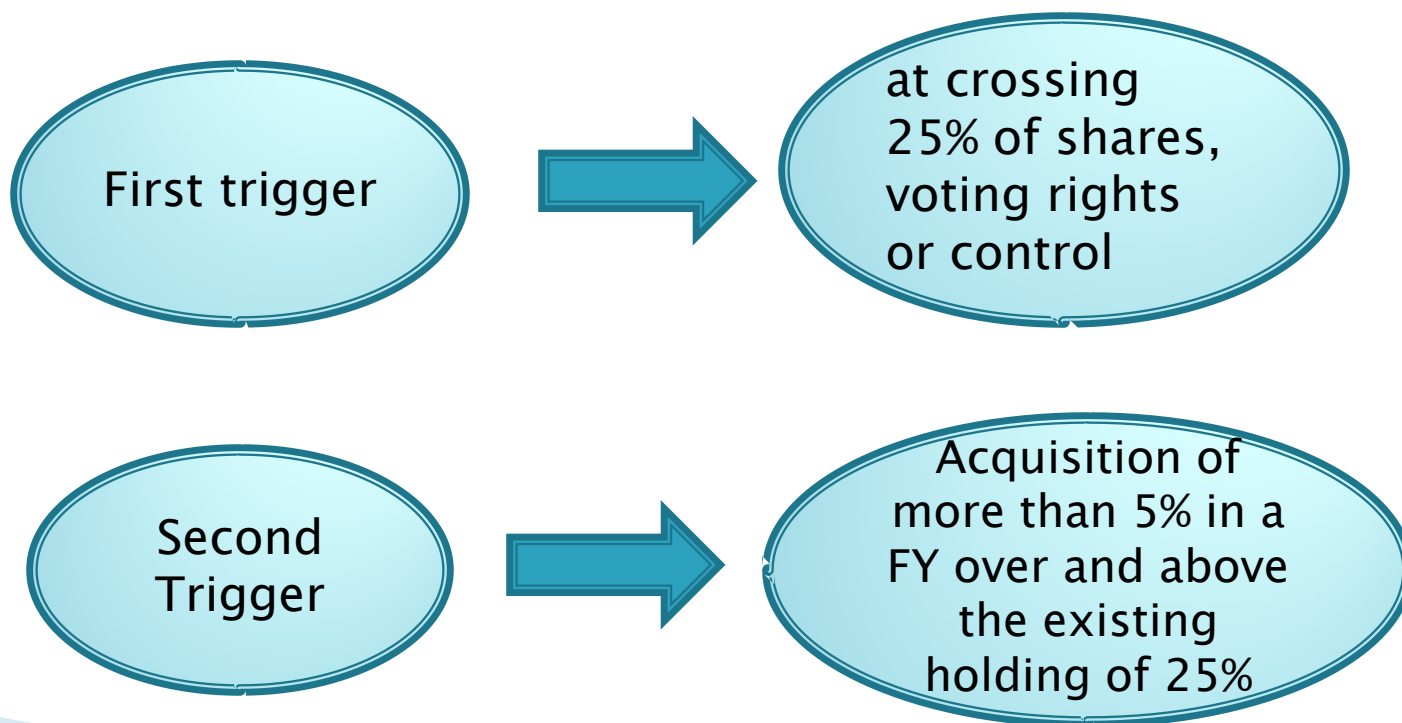 First trigger
at crossing
25% of shares,
voting rights
or control
Second
Trigger
Acquisition of
more than 5% in a
FY over and above
the existing
holding of 25%